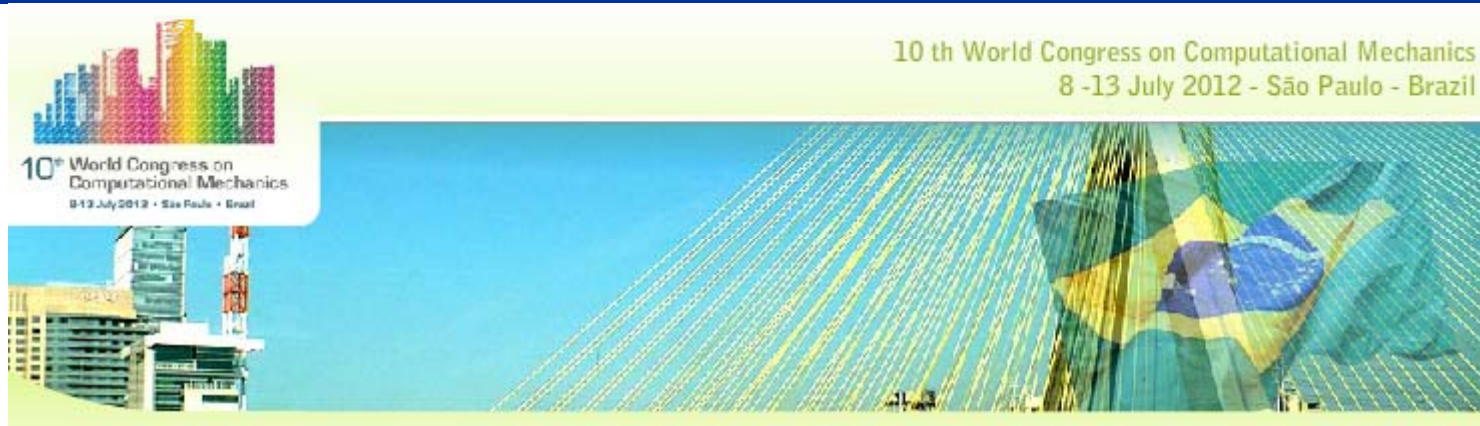 10 th World Congress on Computational Mechanics
8 -13 July 2012 - São Paulo - Brazil
10th World Congress on
Computational Mechanics
8-13 July 2012 • São Paulo • Brazil